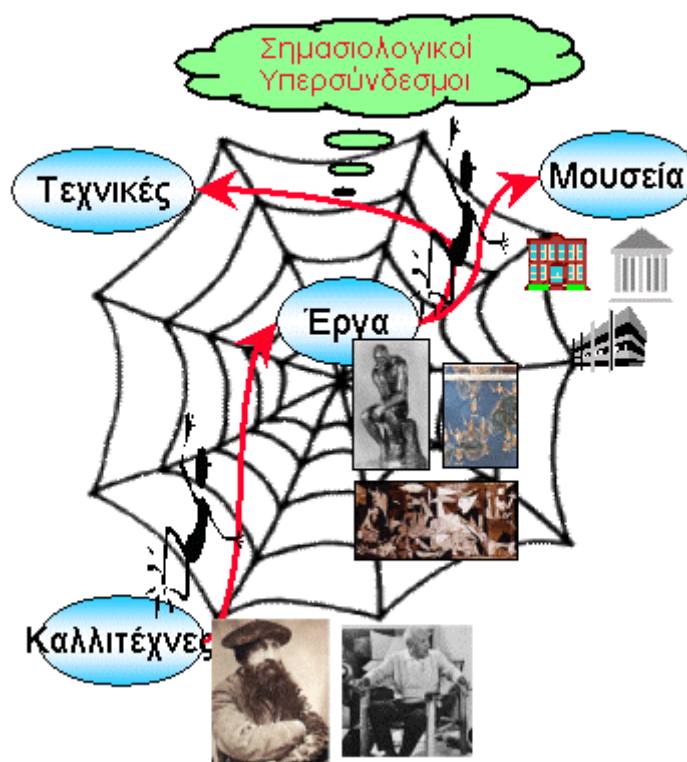 Σημασιολογικοί
Υπερσύνδεσμοι
Τεχνικές
Μουσεία
Έργα
Καλλιτέχνες